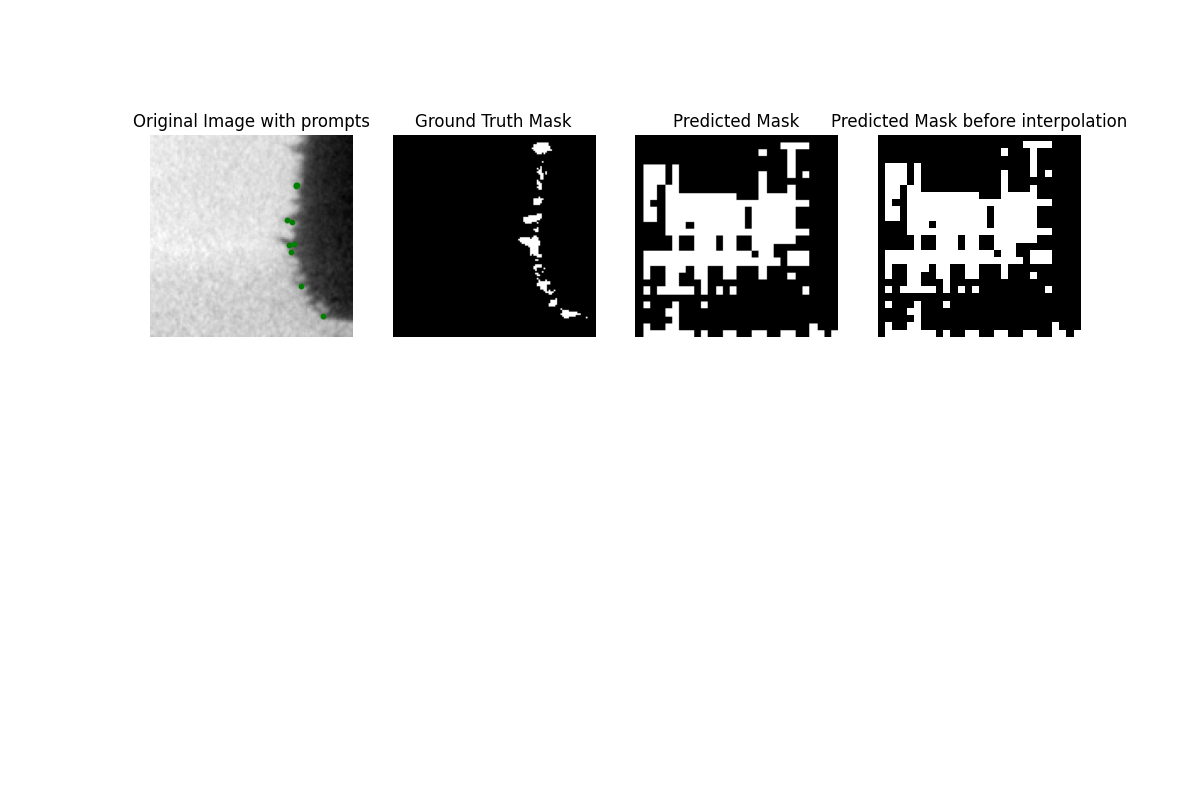 Original Image with prompts
Ground Truth Mask
Predicted Mask
Predicted Mask before interpolation